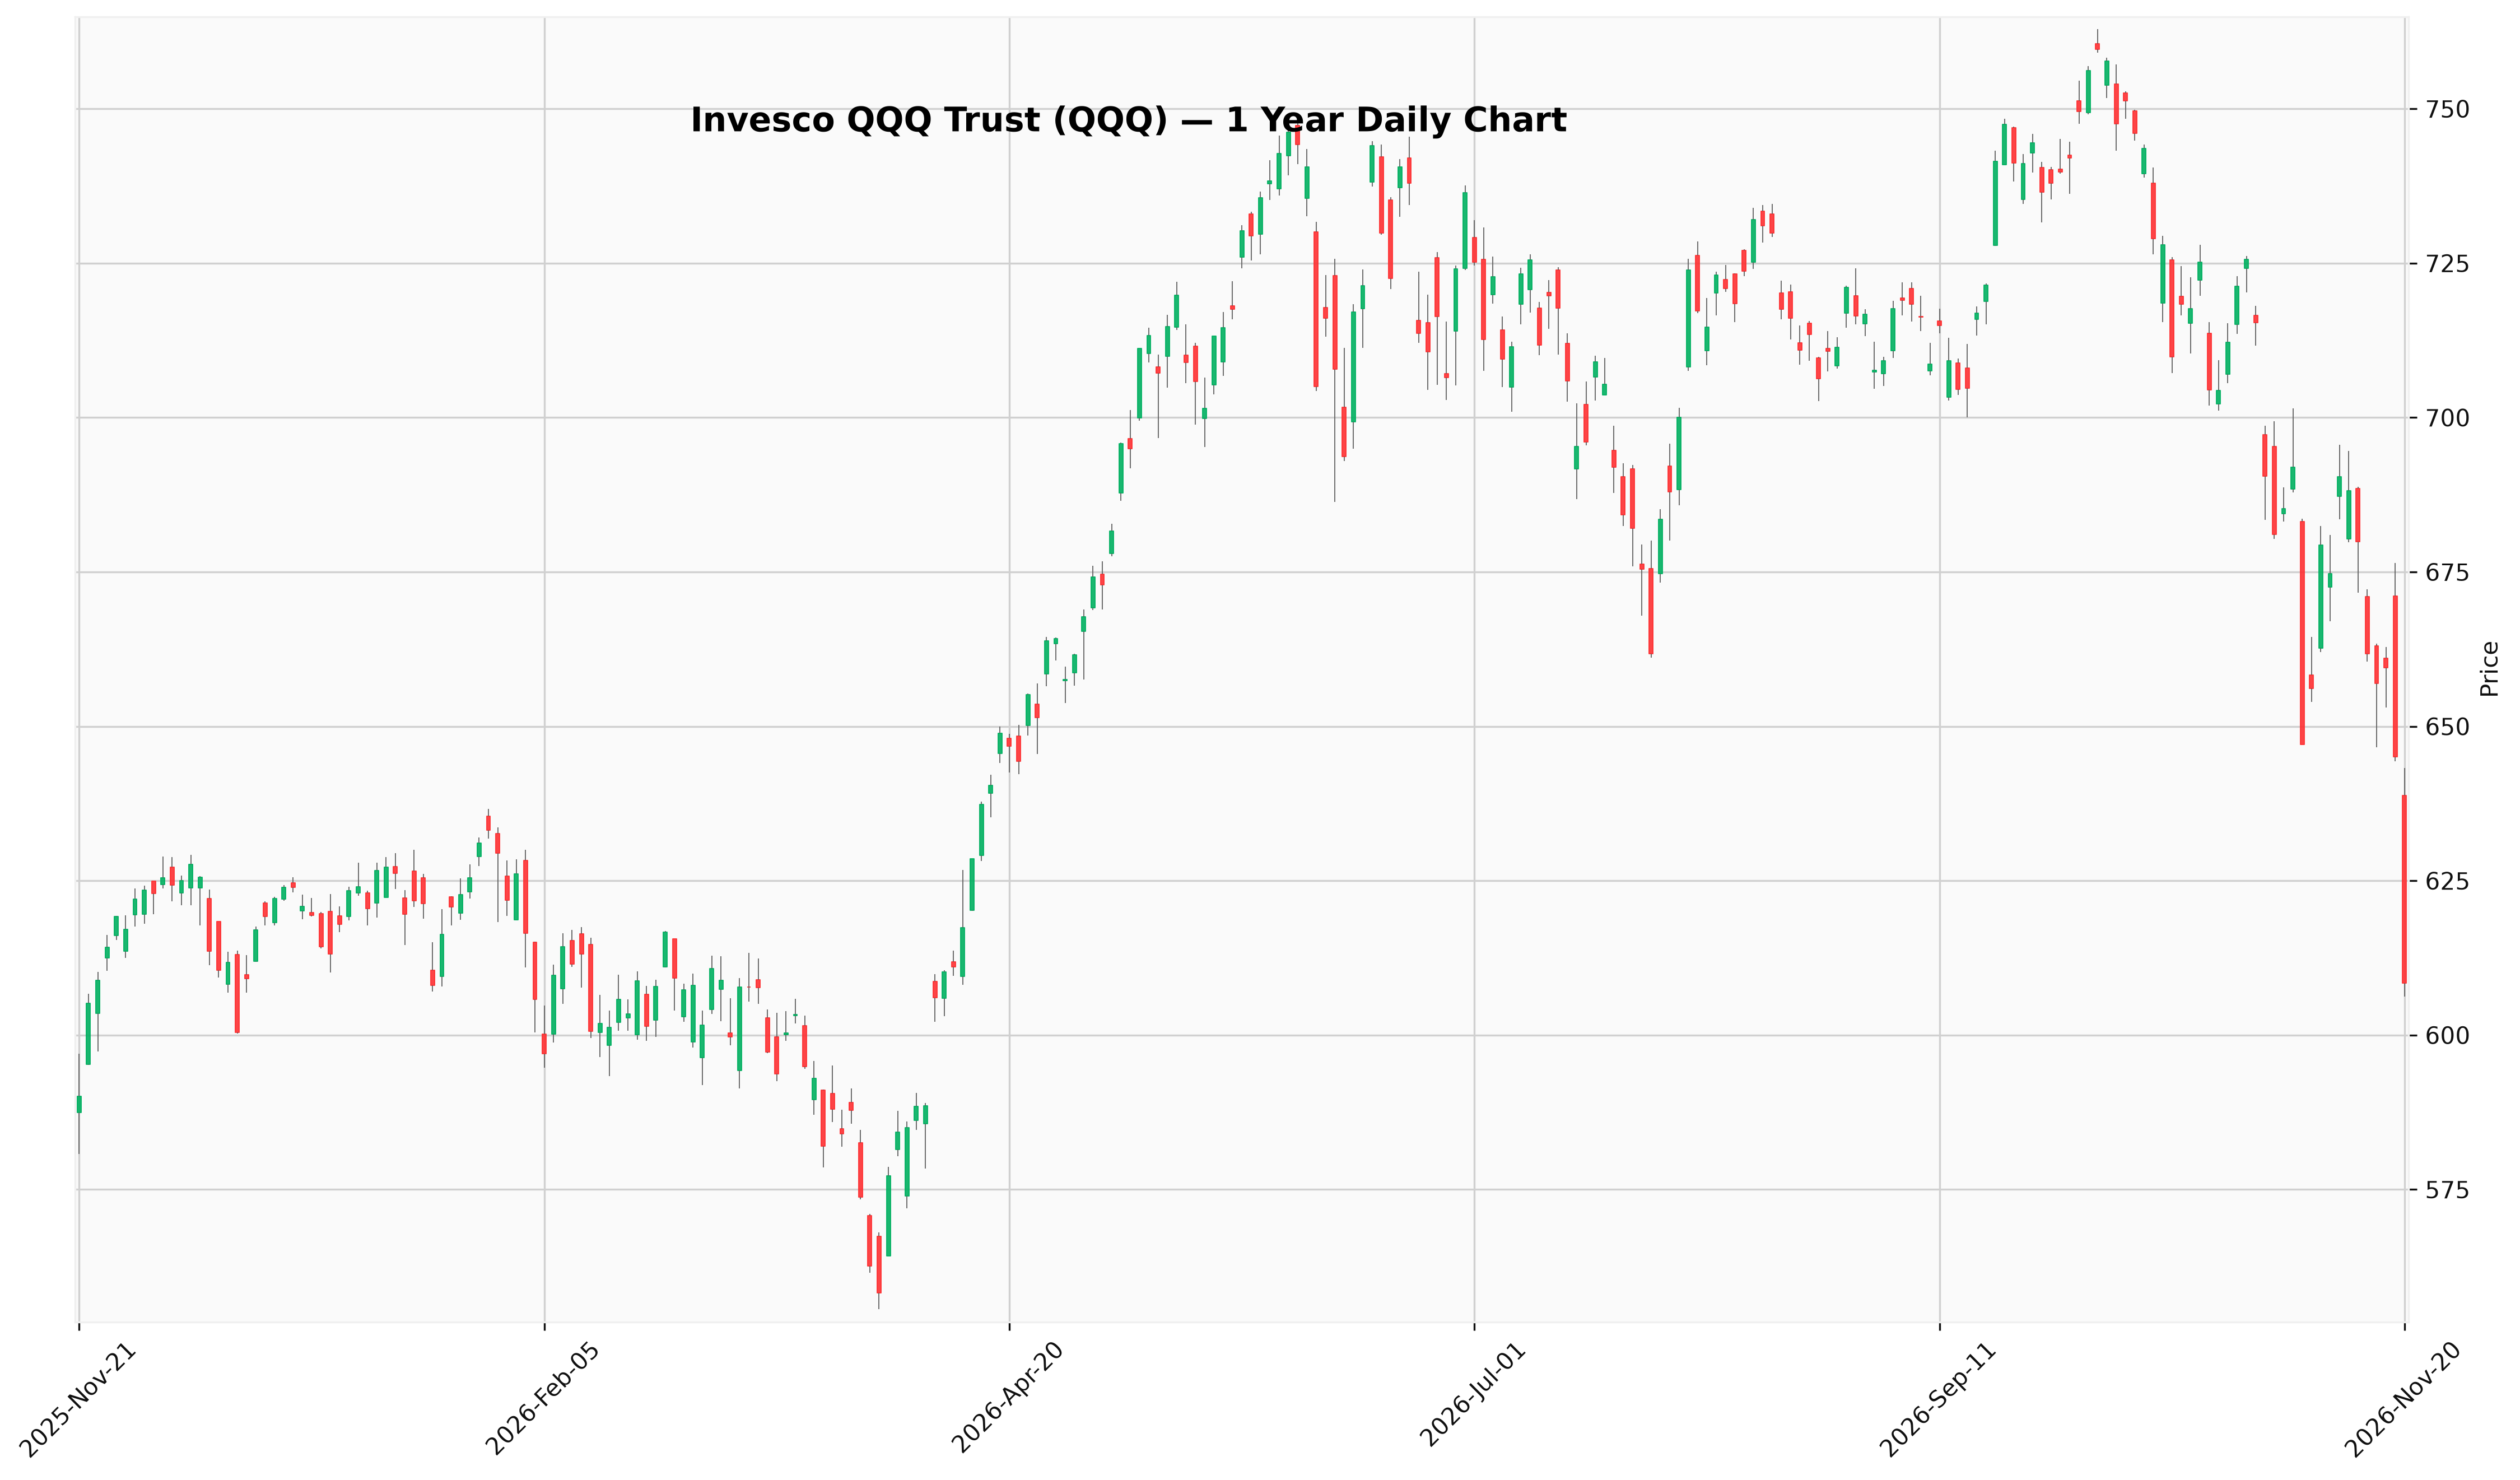 Invesco QQQ Trust (QQQ) — 1 Year Daily Chart
750
725
700
675
650
625
600
575
Price
2025-Nov-21
2026-Feb-05
2026-Apr-20
2026-Jul-01
2026-Sep-11
2026-Nov-20